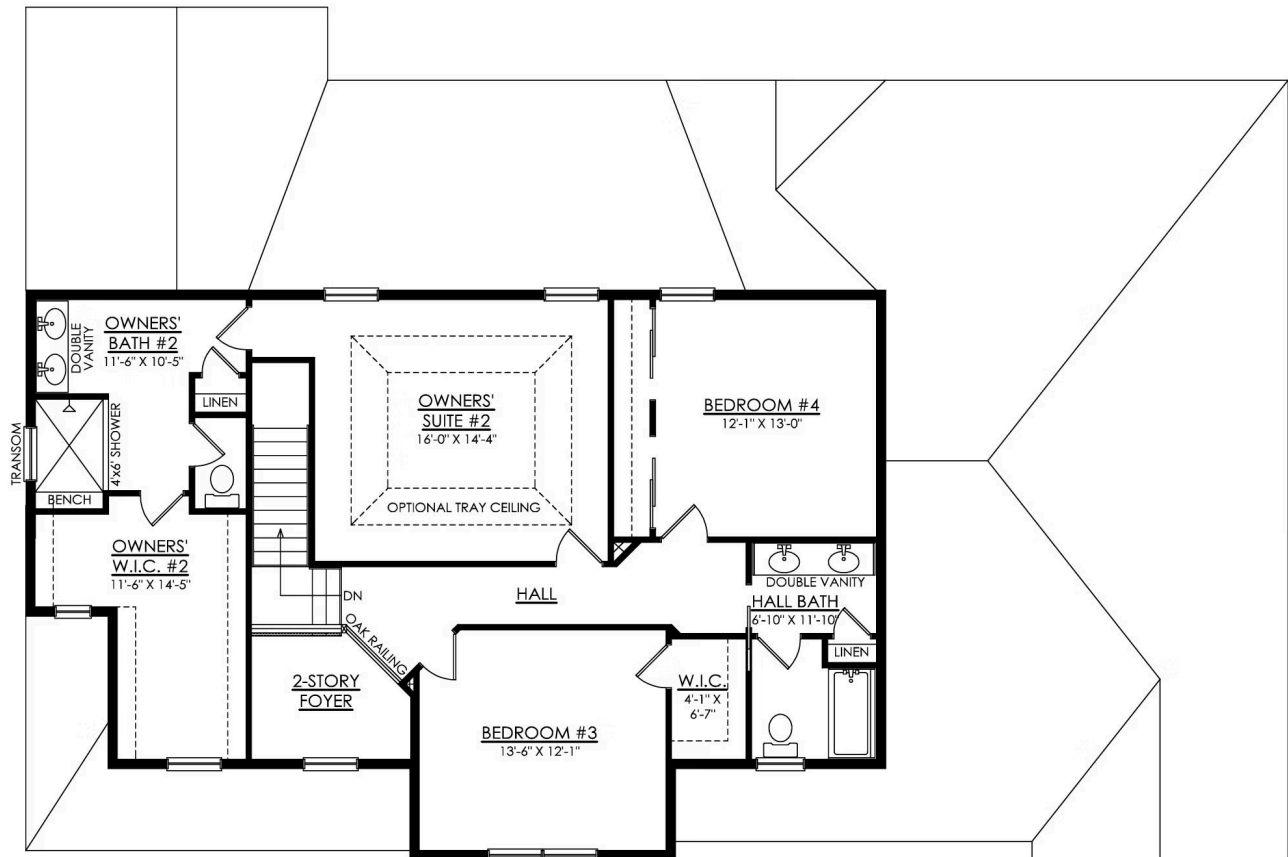 OWNERS'
BATH #2
11'-6" X 10'-5"
DOUBLE
VANITY
LINEN
TRANSOM
4'x6' SHOWER
BENCH
OWNERS'
W.I.C. #2
11'-6" X 14'-5"
OWNERS'
SUITE #2
16'-0" X 14'-4"
OPTIONAL TRAY CEILING
BEDROOM #4
12'-1" X 13'-0"
DN
HALL
OAK RAILING
2-STORY
FOYER
BEDROOM #3
13'-6" X 12'-1"
W.I.C.
4'-1" X
6'-7"
DOUBLE VANITY
HALL BATH
6'-10" X 11'-10"
LINEN